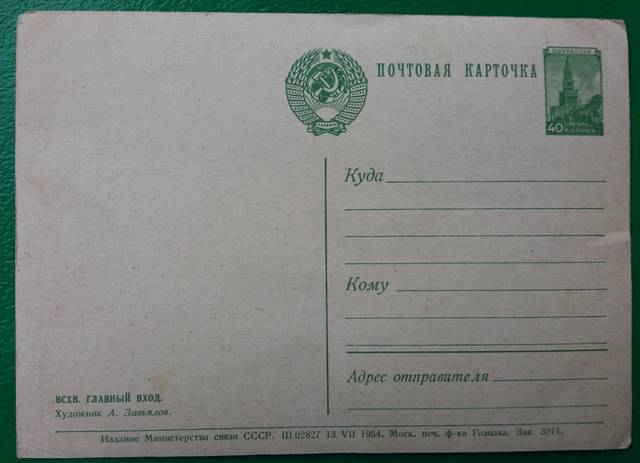 ПОЧТОВАЯ КАРТОЧКА
ПОЧТА СССР
40 КОПЕЕК
Куда
Кому
Адрес отправителя
ВСХВ. ГЛАВНЫЙ ВХОД.
Художник А. Завьялов.
Издание Министерства связи СССР. Ш 02827 13 VII 1954. Моск. печ. ф-ка Гознака. Зак. 3911.